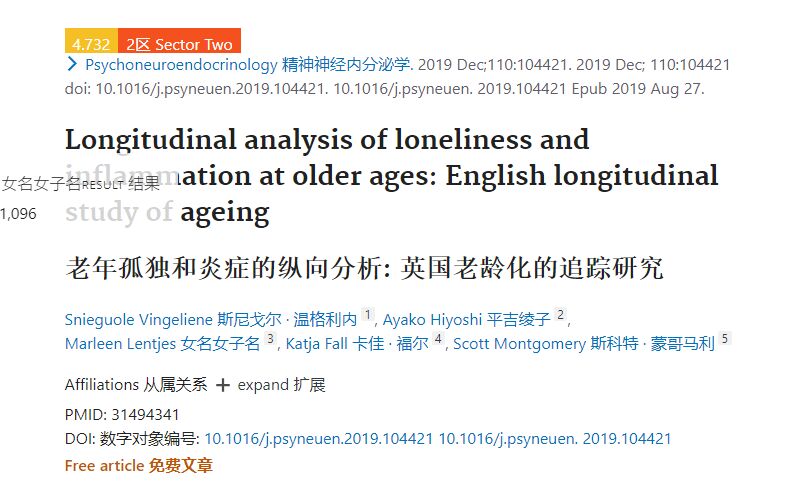 4.732 2区 Sector Two
Psychoneuroendocrinology 精神神经内分泌学. 2019 Dec;110:104421. 2019 Dec; 110:104421
doi: 10.1016/j.psyneuen.2019.104421. 10.1016/j.psyneuen. 2019.104421 Epub 2019 Aug 27.
Longitudinal analysis of loneliness and
inflammation at older ages: English longitudinal
女名女子名RESULT 结果
study of ageing
1,096
老年孤独和炎症的纵向分析: 英国老龄化的追踪研究
Snieguole Vingeliene 斯尼戈尔 · 温格利内 1, Ayako Hiyoshi 平吉绫子 2,
Marleen Lentjes 女名女子名 3, Katja Fall 卡佳 · 福尔 4, Scott Montgomery 斯科特 · 蒙哥马利 5
Affiliations 从属关系 + expand 扩展
PMID: 31494341
DOI: 数字对象编号: 10.1016/j.psyneuen.2019.104421 10.1016/j.psyneuen. 2019.104421
Free article 免费文章